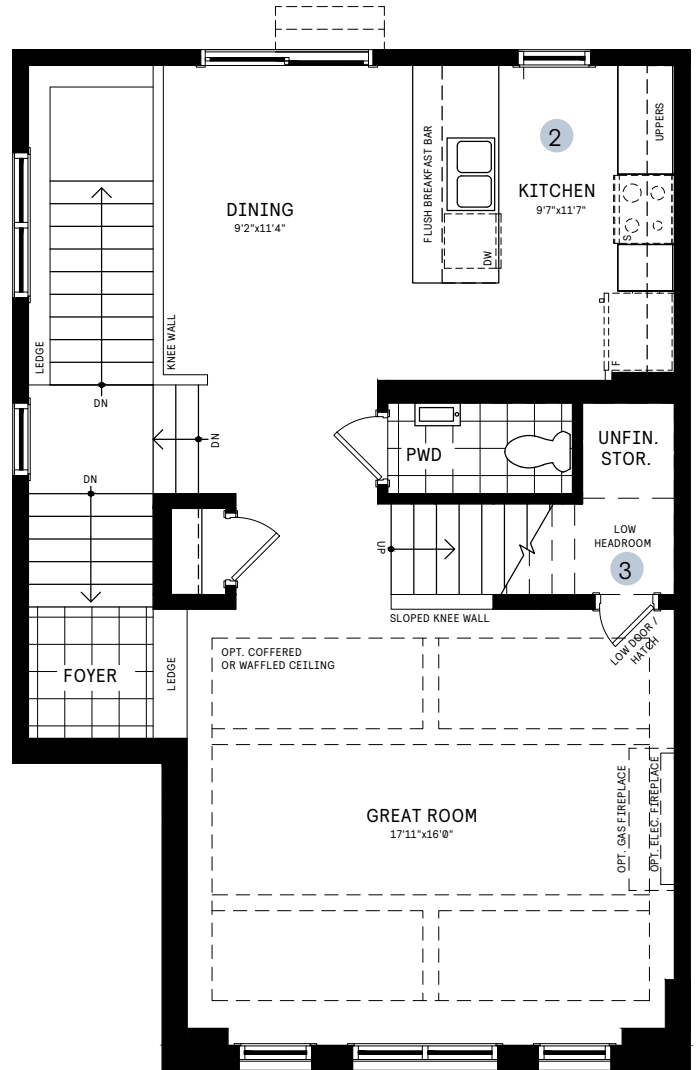 2
UPPERS
FLUSH BREAKFAST BAR
KITCHEN
9'7"x11'7"
DINING
9'2"x11'4"
S
DW
KNEE WALL
LEDGE
F
DN
DN
PWD
UNFIN.
STOR.
DN
LOW
HEADROOM
UP
3
SLOPED KNEE WALL
LOW DOOR /
HATCH
OPT. COFFERED
OR WAFFLED CEILING
FOYER
LEDGE
GREAT ROOM
17'11"x16'0"
OPT. GAS FIREPLACE
OPT. ELEC. FIREPLACE